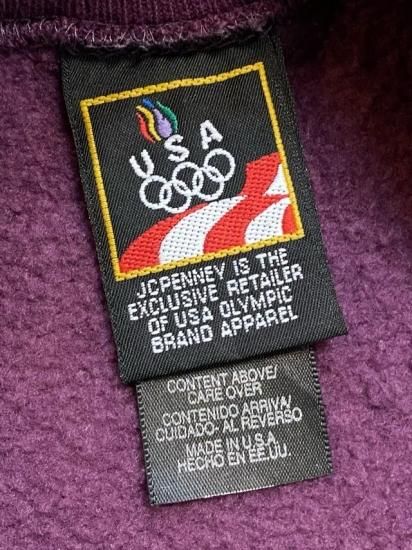 USA
JCPENNEY IS THE
EXCLUSIVE RETAILER
OF USA OLYMPIC
BRAND APPAREL
CONTENT ABOVE/
CARE OVER
CONTENIDO ARRIVA/
CUIDADO- AL REVERSO
MADE IN U.S.A.
HECHO EN EE.UU.